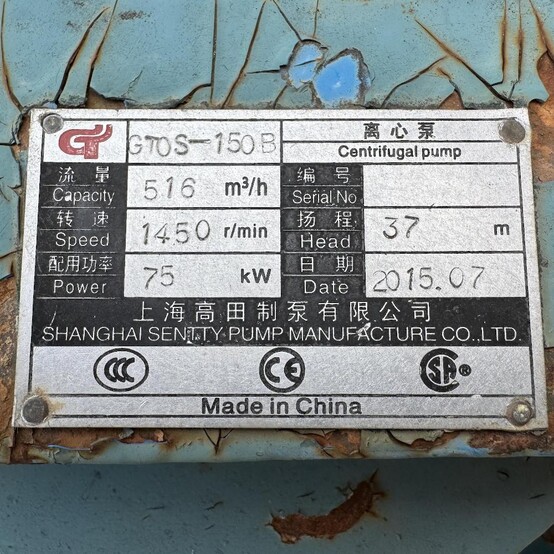 GTOS-150B
离心泵
Centrifugal pump
流量 516 m³/h 编号
Capacity Serial No
转速 1450 r/min 扬程 37 m
Speed Head
配用功率 75 kW 日期 2015.07
Power Date
上海高田制泵有限公司
SHANGHAI SENITTY PUMP MANUFACTURE CO.,LTD.
CCC CE SA®
Made in China